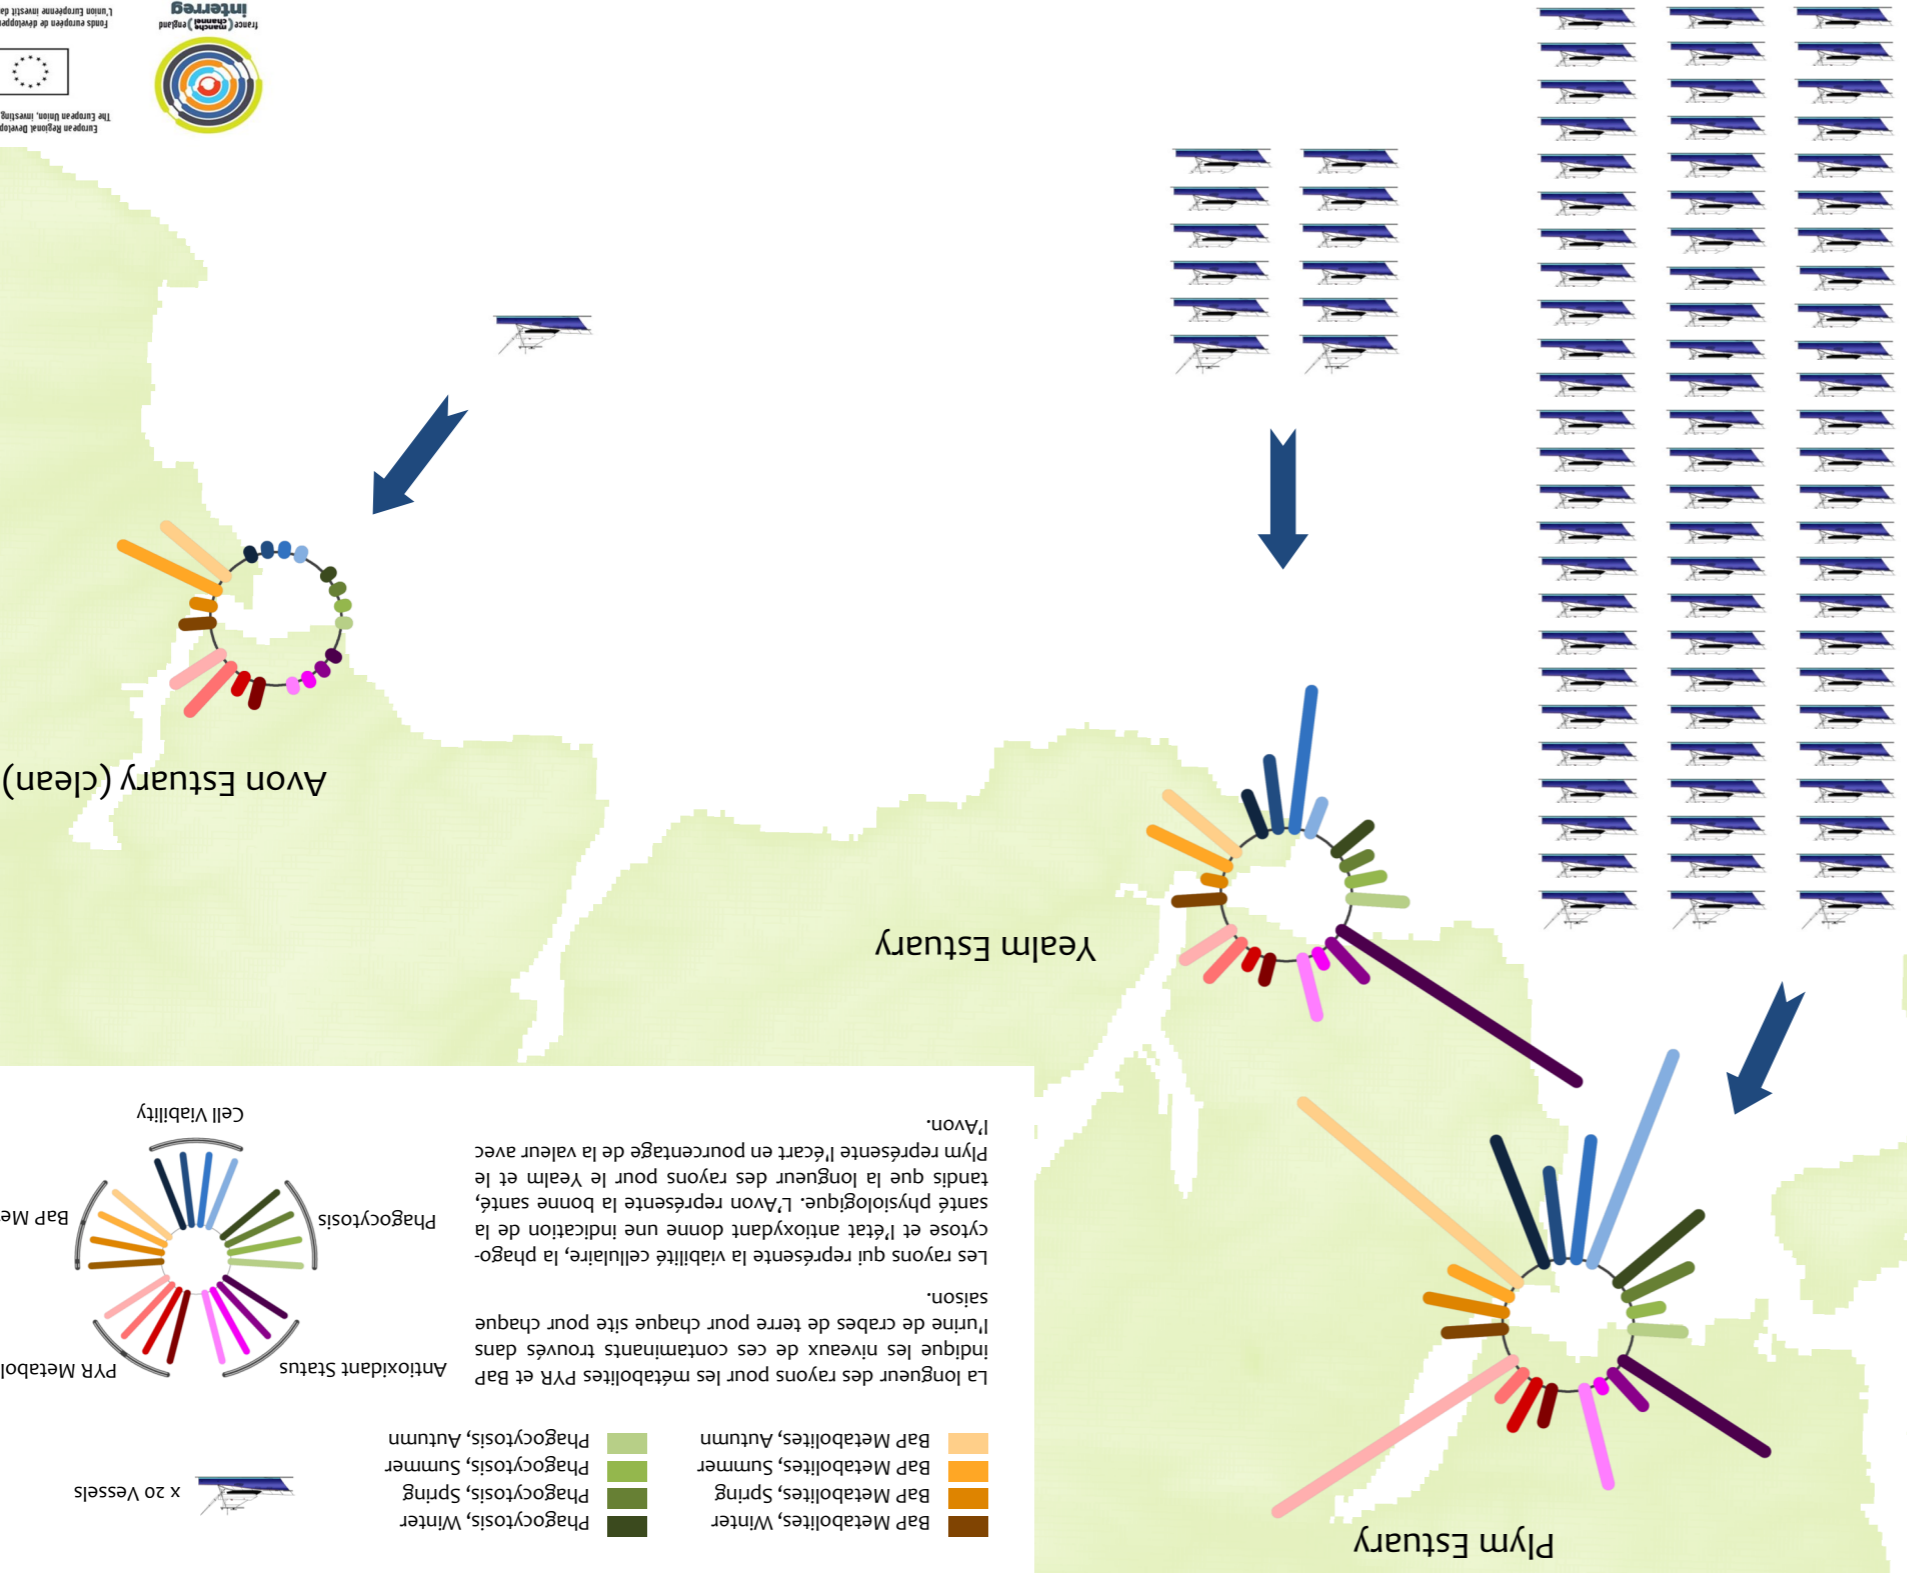 Plym Estuary
BaP Metabolites, Winter
BaP Metabolites, Spring
BaP Metabolites, Summer
BaP Metabolites, Autumn
Phagocytosis, Winter
Phagocytosis, Spring
Phagocytosis, Summer
Phagocytosis, Autumn
x 20 Vessels
La longueur des rayons pour les métabolites PYR et BaP
indique les niveaux de ces contaminants trouvés dans
l'urine de crabes de terre pour chaque site pour chaque
saison.
Les rayons qui représente la viabilité cellulaire, la phago-
cytose et l'état antioxydant donne une indication de la
santé physiologique. L'Avon représente la bonne santé,
tandis que la longueur des rayons pour le Yealm et le
Plym représente l'écart en pourcentage de la valeur avec
l'Avon.
Antioxidant Status
PYR Metabol
Phagocytosis
BaP Me
Cell Viability
Yealm Estuary
Avon Estuary (clean)
france (manche channel) england
interreg
European Regional Develop
The European Union, investing
Fonds européen de développe
L'union Européenne investit da